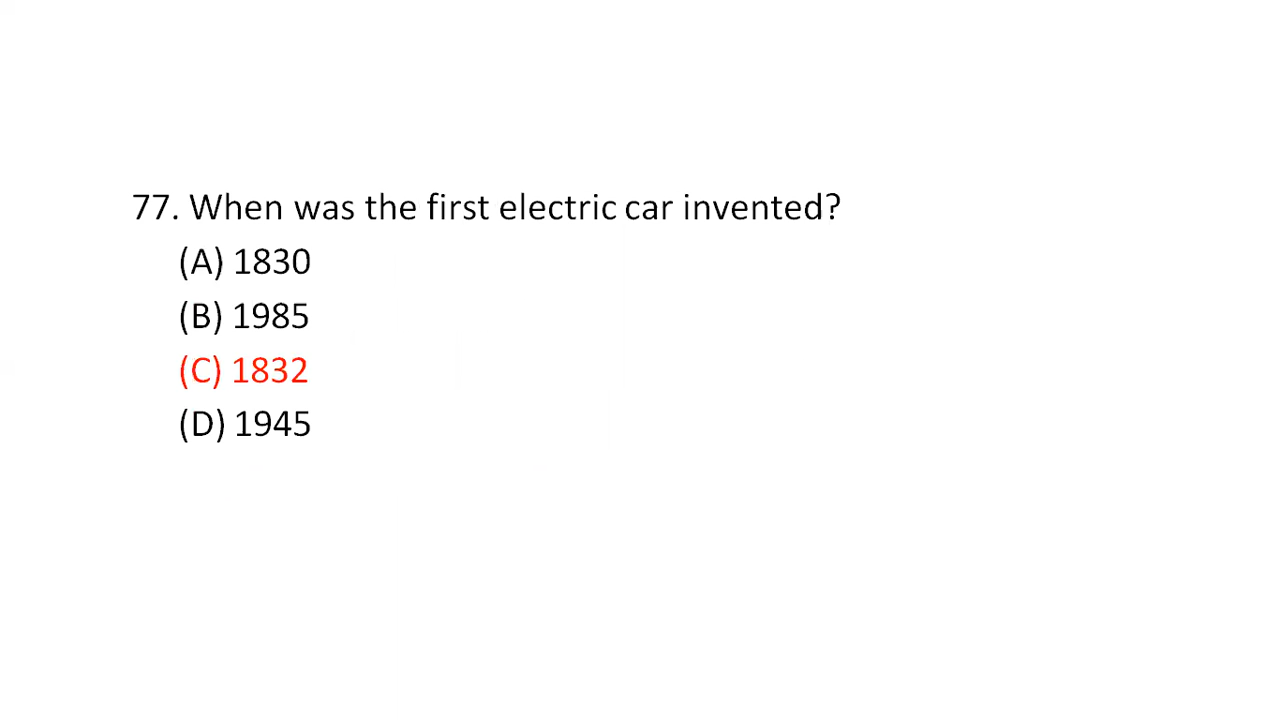 77. When was the first electric car invented?
(A) 1830
(B) 1985
(C) 1832
(D) 1945